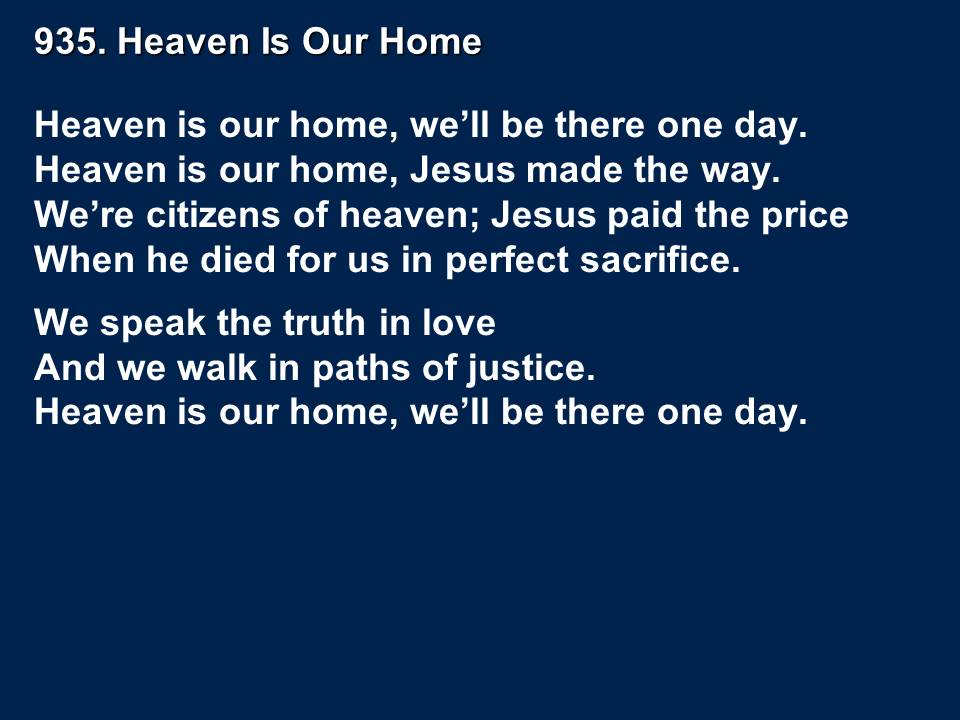 935. Heaven Is Our Home
Heaven is our home, we’ll be there one day.
Heaven is our home, Jesus made the way.
We’re citizens of heaven; Jesus paid the price
When he died for us in perfect sacrifice.
We speak the truth in love
And we walk in paths of justice.
Heaven is our home, we’ll be there one day.